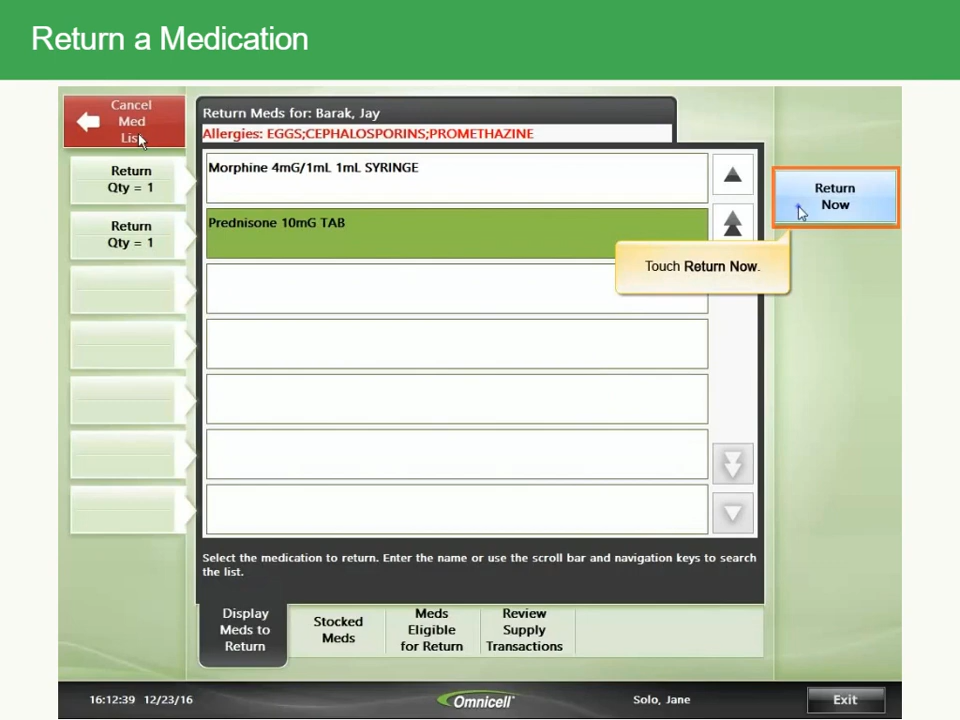 Return a Medication
Cancel
Med
List
Return Meds for: Barak, Jay
Allergies: EGGS;CEPHALOSPORINS;PROMETHAZINE
Return
Qty = 1
Morphine 4mG/1mL 1mL SYRINGE
Return
Now
Return
Qty = 1
Prednisone 10mG TAB
Touch Return Now.
Select the medication to return. Enter the name or use the scroll bar and navigation keys to search
the list.
Display
Meds to
Return
Stocked
Meds
Meds
Eligible
for Return
Review
Supply
Transactions
16:12:39 12/23/16
Omnicell
Solo, Jane
Exit